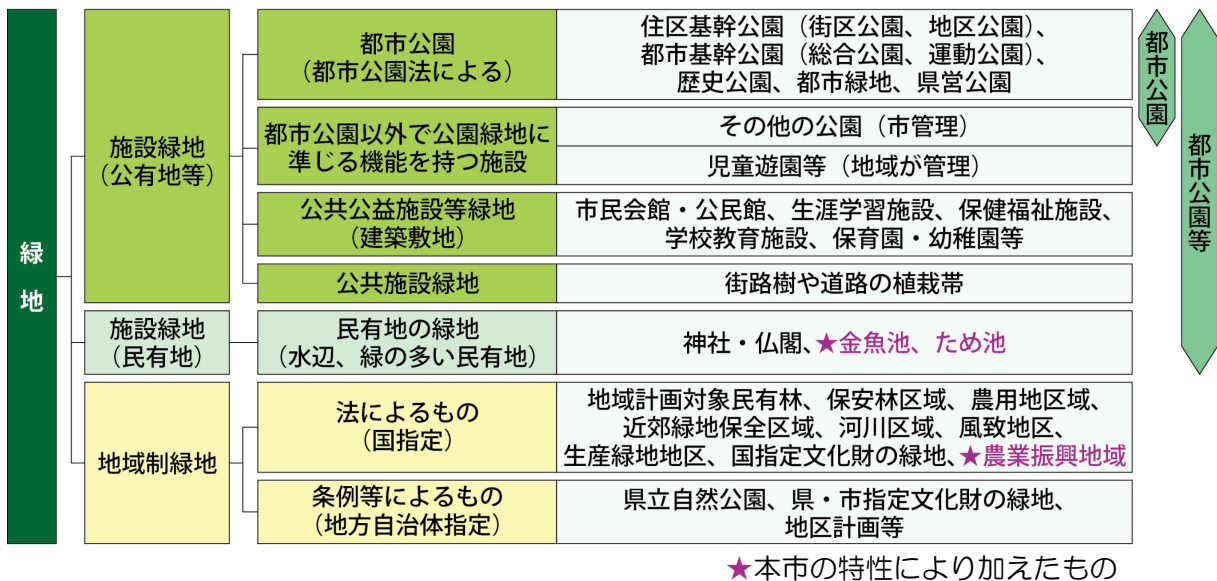 緑地
施設緑地
（公有地等）
都市公園
（都市公園法による）
住区基幹公園（街区公園、地区公園）、
都市基幹公園（総合公園、運動公園）、
歴史公園、都市緑地、県営公園
都市公園以外で公園緑地に
準じる機能を持つ施設
その他の公園（市管理）
児童遊園等（地域が管理）
公共公益施設等緑地
（建築敷地）
市民会館・公民館、生涯学習施設、保健福祉施設、
学校教育施設、保育園・幼稚園等
公共施設緑地
街路樹や道路の植栽帯
施設緑地
（民有地）
民有地の緑地
（水辺、緑の多い民有地）
神社・仏閣、★金魚池、ため池
地域制緑地
法によるもの
（国指定）
地域計画対象民有林、保安林区域、農用地区域、
近郊緑地保全区域、河川区域、風致地区、
生産緑地地区、国指定文化財の緑地、★農業振興地域
条例等によるもの
（地方自治体指定）
県立自然公園、県・市指定文化財の緑地、
地区計画等
都市公園
都市公園等
★本市の特性により加えたもの